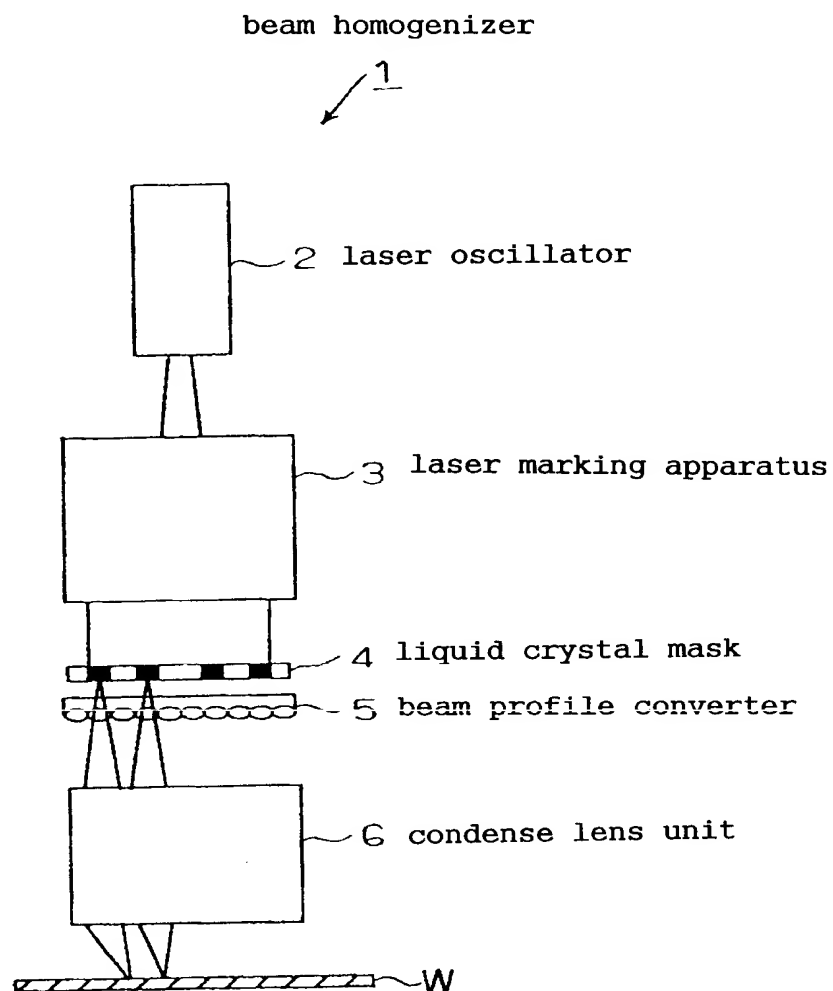 beam homogenizer
1
2 laser oscillator
3 laser marking apparatus
4 liquid crystal mask
5 beam profile converter
6 condense lens unit
W